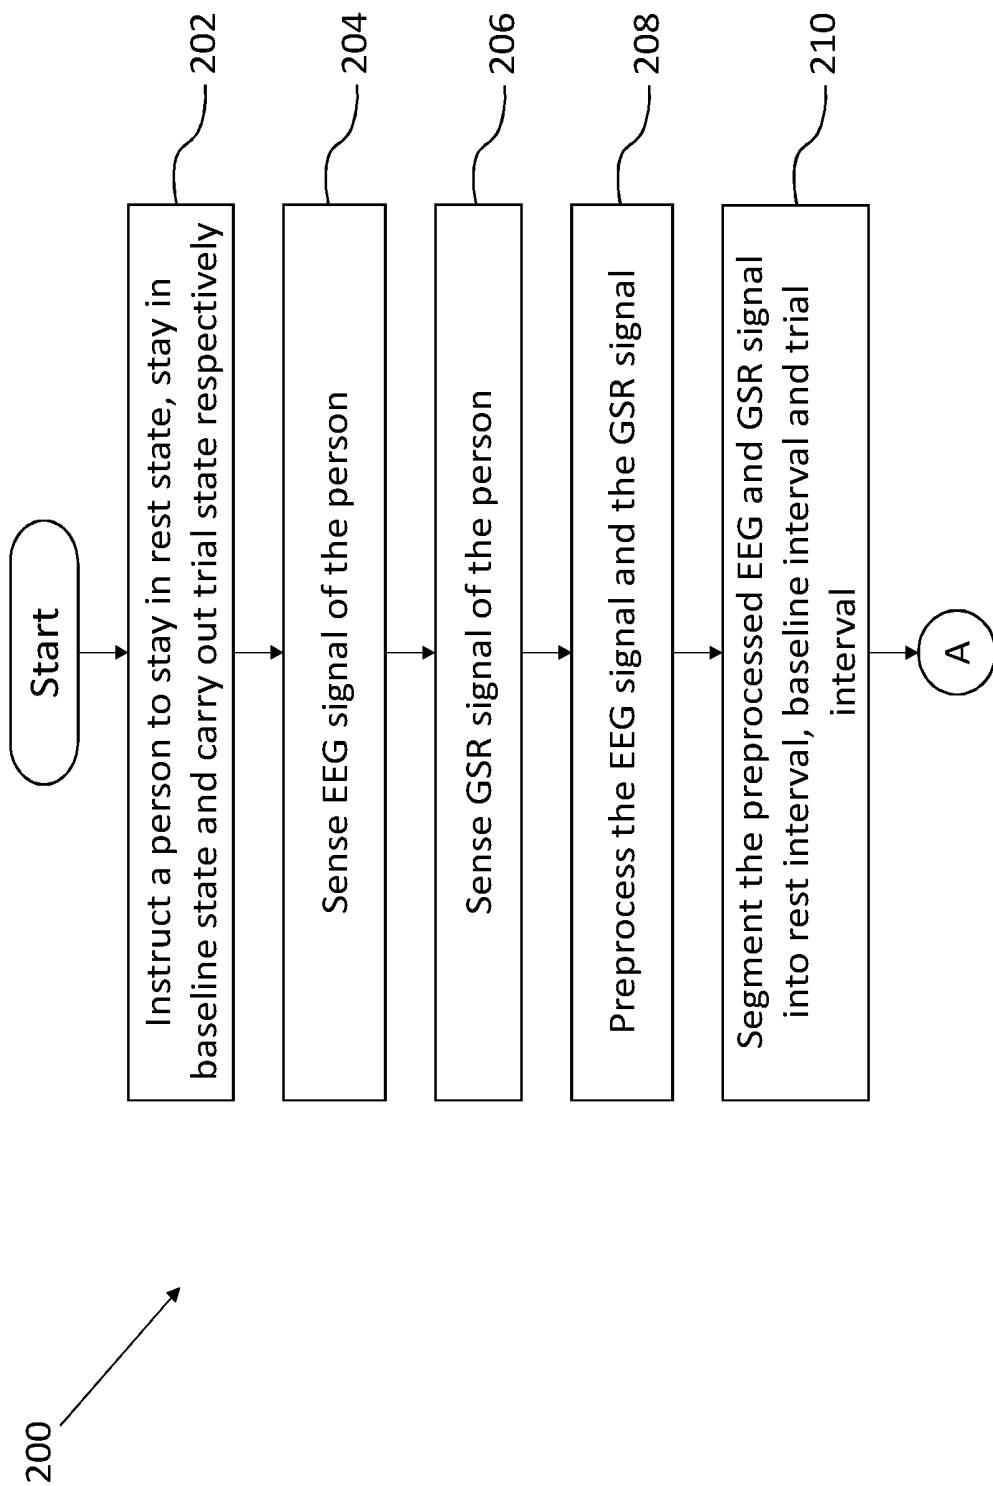 Start
Instruct a person to stay in rest state, stay in
baseline state and carry out trial state respectively
202
Sense EEG signal of the person
204
Sense GSR signal of the person
206
Preprocess the EEG signal and the GSR signal
208
Segment the preprocessed EEG and GSR signal
into rest interval, baseline interval and trial
interval
210
A
200